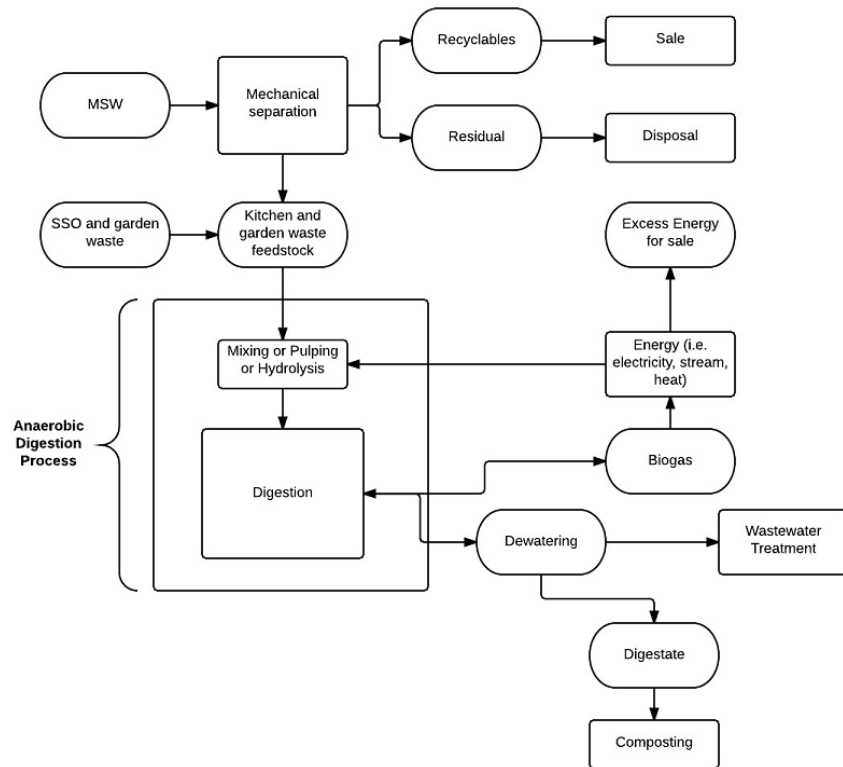 Recyclables
Sale
MSW
Mechanical
separation
Residual
Disposal
SSO and garden
waste
Kitchen and
garden waste
feedstock
Excess Energy
for sale
Mixing or Pulping
or Hydrolysis
Energy (i.e.
electricity, stream,
heat)
Anaerobic
Digestion
Process
Digestion
Biogas
Dewatering
Wastewater
Treatment
Digestate
Composting